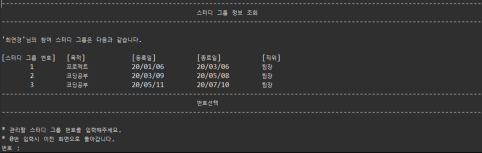 스터디 그룹 정보 조회
'최연경'님의 참여 스터디 그룹은 다음과 같습니다.
[스터디 그룹 번호] [목적] [등록일] [종료일] [직위]
1 프로젝트 20/01/06 20/03/06 팀장
2 코딩공부 20/03/09 20/05/08 팀장
3 코딩공부 20/05/11 20/07/10 팀장
번호선택
* 관리할 스터디 그룹 번호를 입력해주세요.
* 0번 입력시 이전 화면으로 돌아갑니다.
번호 :